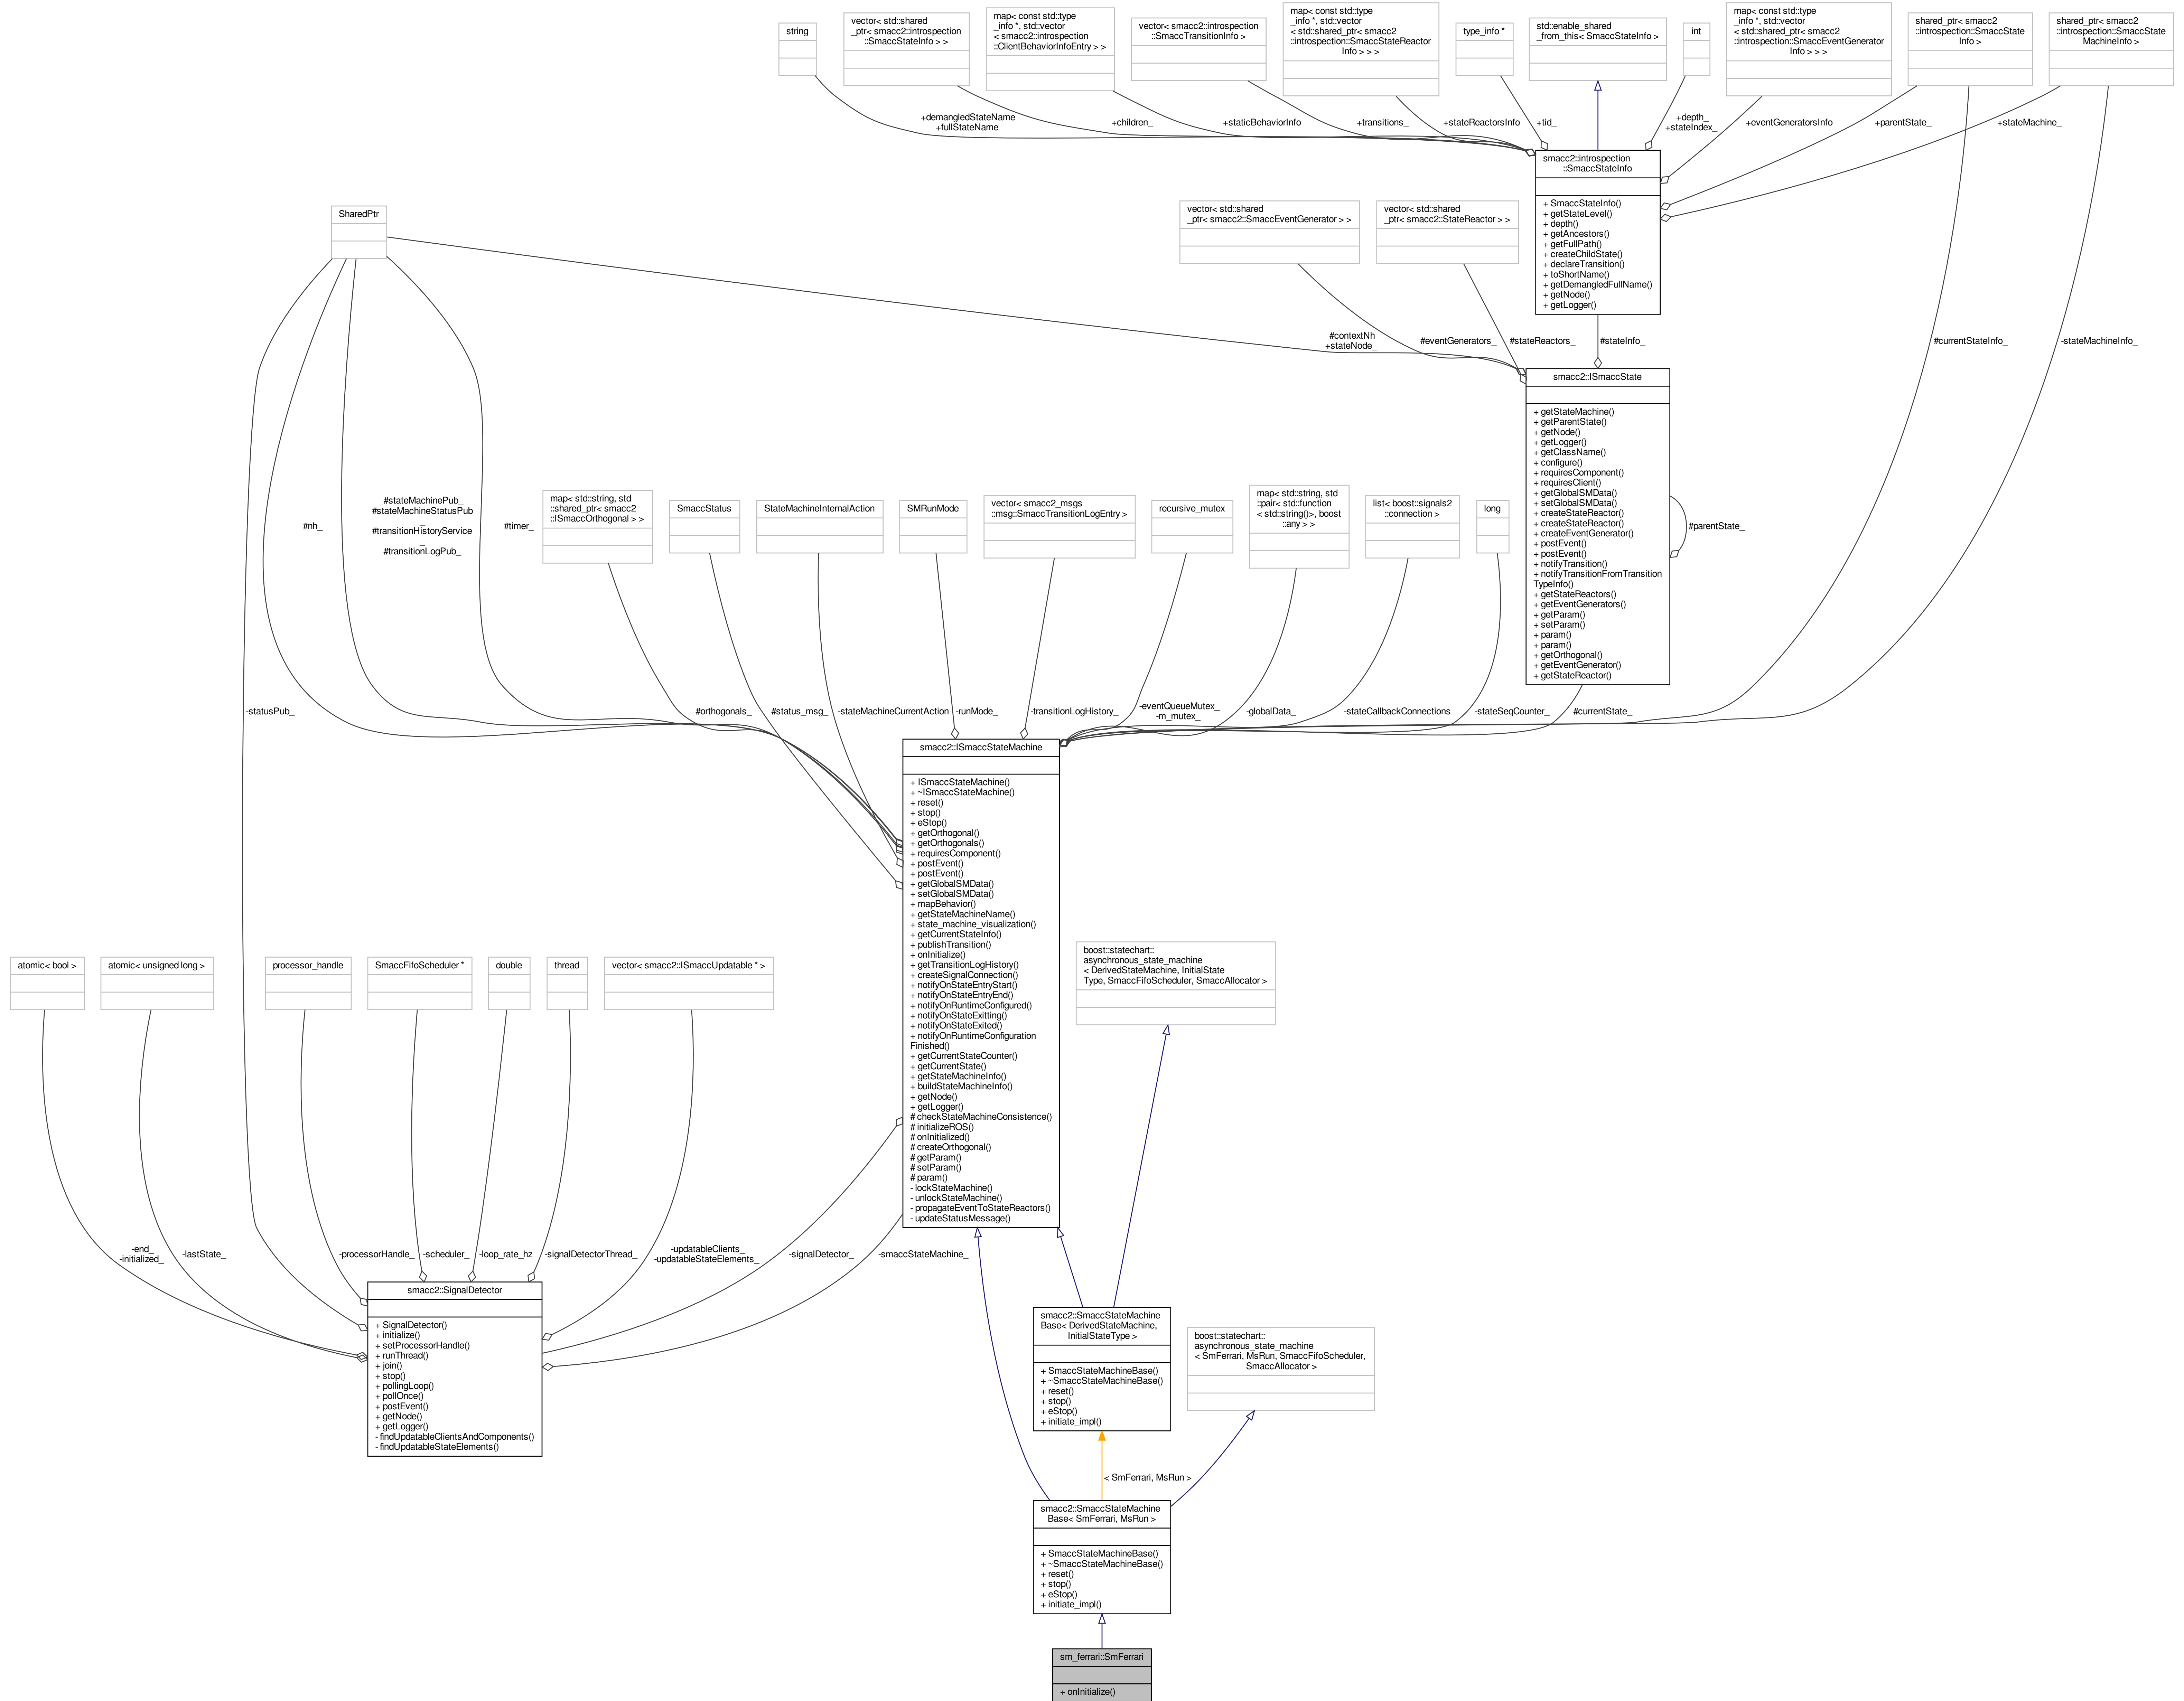 string
vector< std::shared
_ptr< smacc2::introspection
::SmaccStateInfo > >
map< const std::type
_info *, std::vector
< smacc2::introspection
::ClientBehaviorInfoEntry > >
vector< smacc2::introspection
::SmaccTransitionInfo >
map< const std::type
_info *, std::vector
< std::shared_ptr< smacc2
::introspection::SmaccStateReactor
Info > > >
type_info *
std::enable_shared
_from_this< SmaccStateInfo >
int
map< const std::type
_info *, std::vector
< std::shared_ptr< smacc2
::introspection::SmaccEventGenerator
Info > > >
shared_ptr< smacc2
::introspection::SmaccState
Info >
shared_ptr< smacc2
::introspection::SmaccState
MachineInfo >
+demangledStateName
+fullStateName
+children_
+staticBehaviorInfo
+transitions_
+stateReactorsInfo
+tid_
+depth_
+stateIndex_
+eventGeneratorsInfo
+parentState_
+stateMachine_
smacc2::introspection
::SmaccStateInfo
+ SmaccStateInfo()
+ getStateLevel()
+ depth()
+ getAncestors()
+ getFullPath()
+ createChildState()
+ declareTransition()
+ toShortName()
+ getDemangledFullName()
+ getNode()
+ getLogger()
SharedPtr
vector< std::shared
_ptr< smacc2::SmaccEventGenerator > >
vector< std::shared
_ptr< smacc2::StateReactor > >
#contextNh
+stateNode_
#eventGenerators_
#stateReactors_
#stateInfo_
#currentStateInfo_
-stateMachineInfo_
smacc2::ISmaccState
+ getStateMachine()
+ getParentState()
+ getNode()
+ getLogger()
+ getClassName()
+ configure()
+ requiresComponent()
+ requiresClient()
+ getGlobalSMData()
+ setGlobalSMData()
+ createStateReactor()
+ createStateReactor()
+ createEventGenerator()
+ postEvent()
+ postEvent()
+ notifyTransition()
+ notifyTransitionFromTransition
TypeInfo()
+ getStateReactors()
+ getEventGenerators()
+ getParam()
+ setParam()
+ param()
+ param()
+ getOrthogonal()
+ getEventGenerator()
+ getStateReactor()
#parentState_
#nh_
#stateMachinePub_
#stateMachineStatusPub
_
#transitionHistoryService
_
#transitionLogPub_
#timer_
map< std::string, std
::shared_ptr< smacc2
::ISmaccOrthogonal > >
SmaccStatus
StateMachineInternalAction
SMRunMode
vector< smacc2_msgs
::msg::SmaccTransitionLogEntry >
recursive_mutex
map< std::string, std
::pair< std::function
< std::string()>, boost
::any > >
list< boost::signals2
::connection >
long
-statusPub_
#orthogonals_
#status_msg_
-stateMachineCurrentAction
-runMode_
-transitionLogHistory_
-eventQueueMutex_
-m_mutex_
-globalData_
-stateCallbackConnections
-stateSeqCounter_
#currentState_
smacc2::ISmaccStateMachine
+ ISmaccStateMachine()
+ ~ISmaccStateMachine()
+ reset()
+ stop()
+ eStop()
+ getOrthogonal()
+ getOrthogonals()
+ requiresComponent()
+ postEvent()
+ postEvent()
+ getGlobalSMData()
+ setGlobalSMData()
+ mapBehavior()
+ getStateMachineName()
+ state_machine_visualization()
+ getCurrentStateInfo()
+ publishTransition()
+ onInitialize()
+ getTransitionLogHistory()
+ createSignalConnection()
+ notifyOnStateEntryStart()
+ notifyOnStateEntryEnd()
+ notifyOnRuntimeConfigured()
+ notifyOnStateExitting()
+ notifyOnStateExited()
+ notifyOnRuntimeConfiguration
Finished()
+ getCurrentStateCounter()
+ getCurrentState()
+ getStateMachineInfo()
+ buildStateMachineInfo()
+ getNode()
+ getLogger()
# checkStateMachineConsistence()
# initializeROS()
# onInitialized()
# createOrthogonal()
# getParam()
# setParam()
# param()
- lockStateMachine()
- unlockStateMachine()
- propagateEventToStateReactors()
- updateStatusMessage()
boost::statechart::
asynchronous_state_machine
< DerivedStateMachine, InitialState
Type, SmaccFifoScheduler, SmaccAllocator >
atomic< bool >
atomic< unsigned long >
processor_handle
SmaccFifoScheduler *
double
thread
vector< smacc2::ISmaccUpdatable * >
-end_
-initialized_
-lastState_
-processorHandle_
-scheduler_
-loop_rate_hz
-signalDetectorThread_
-updatableClients_
-updatableStateElements_
-signalDetector_
-smaccStateMachine_
smacc2::SignalDetector
+ SignalDetector()
+ initialize()
+ setProcessorHandle()
+ runThread()
+ join()
+ stop()
+ pollingLoop()
+ pollOnce()
+ postEvent()
+ getNode()
+ getLogger()
- findUpdatableClientsAndComponents()
- findUpdatableStateElements()
smacc2::SmaccStateMachine
Base< DerivedStateMachine,
InitialStateType >
+ SmaccStateMachineBase()
+ ~SmaccStateMachineBase()
+ reset()
+ stop()
+ eStop()
+ initiate_impl()
boost::statechart::
asynchronous_state_machine
< SmFerrari, MsRun, SmaccFifoScheduler,
SmaccAllocator >
< SmFerrari, MsRun >
smacc2::SmaccStateMachine
Base< SmFerrari, MsRun >
+ SmaccStateMachineBase()
+ ~SmaccStateMachineBase()
+ reset()
+ stop()
+ eStop()
+ initiate_impl()
sm_ferrari::SmFerrari
+ onInitialize()